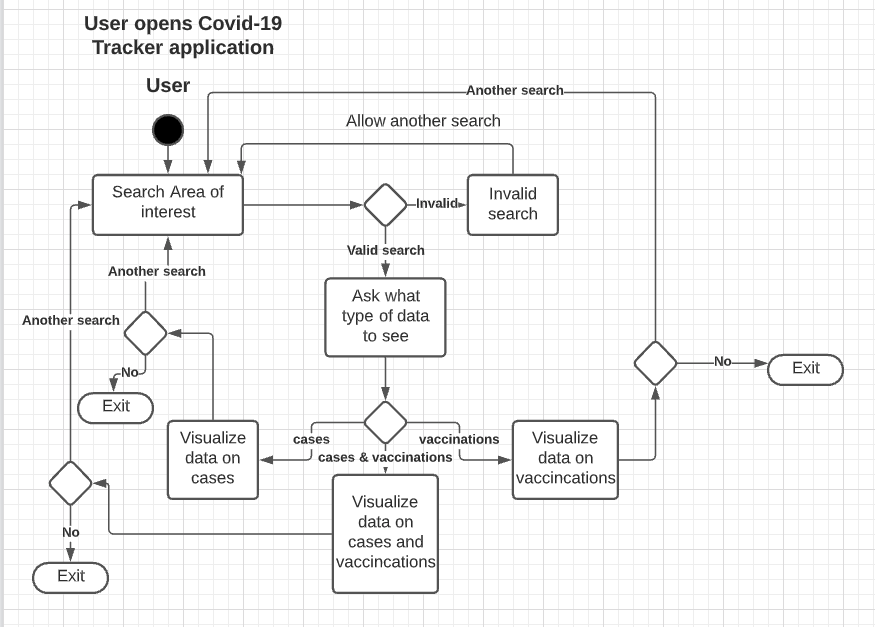 User opens Covid-19
Tracker application
User
Another search
Allow another search
Search Area of
interest
Invalid
Invalid
search
Valid search
Another search
Ask what
type of data
to see
Another search
No
Exit
No
Exit
cases
vaccinations
cases & vaccinations
Visualize
data on
cases
Visualize
data on
vaccincations
Visualize
data on
cases and
vaccincations
No
Exit